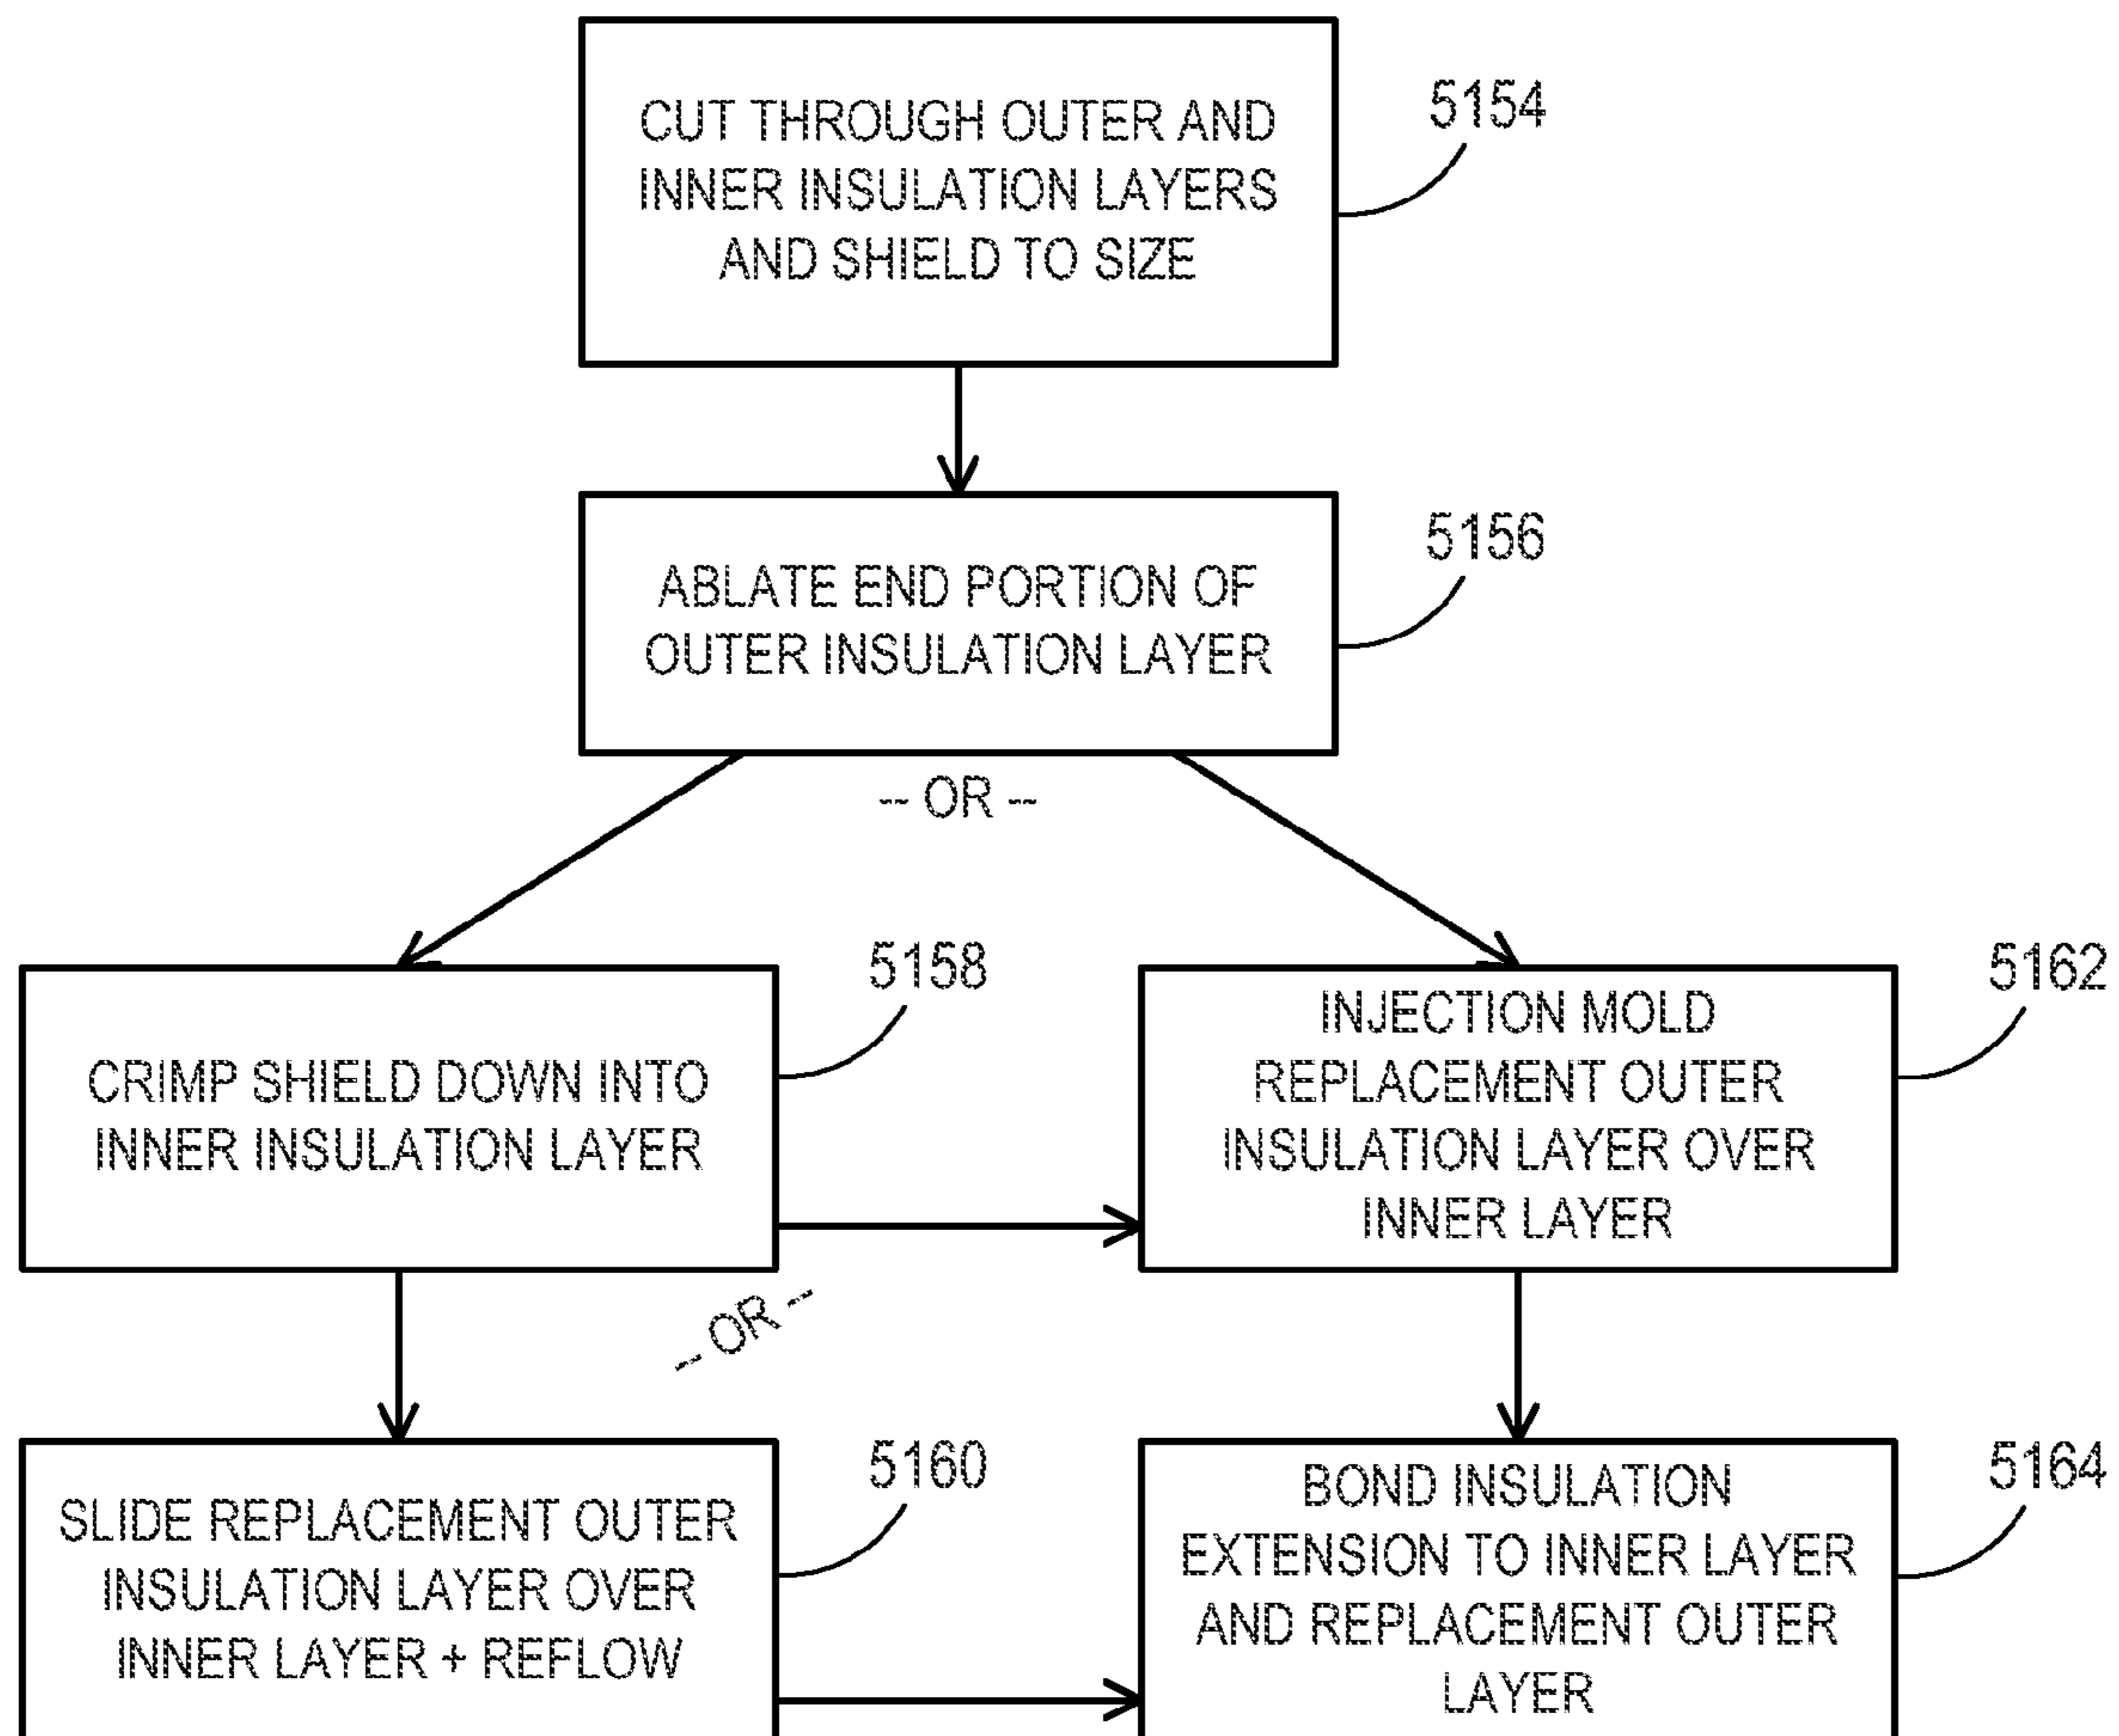 CUT THROUGH OUTER AND
INNER INSULATION LAYERS
AND SHIELD TO SIZE
5154
ABLATE END PORTION OF
OUTER INSULATION LAYER
5156
-- OR --
CRIMP SHIELD DOWN INTO
INNER INSULATION LAYER
5158
INJECTION MOLD
REPLACEMENT OUTER
INSULATION LAYER OVER
INNER LAYER
5162
-- OR --
SLIDE REPLACEMENT OUTER
INSULATION LAYER OVER
INNER LAYER + REFLOW
5160
BOND INSULATION
EXTENSION TO INNER LAYER
AND REPLACEMENT OUTER
LAYER
5164